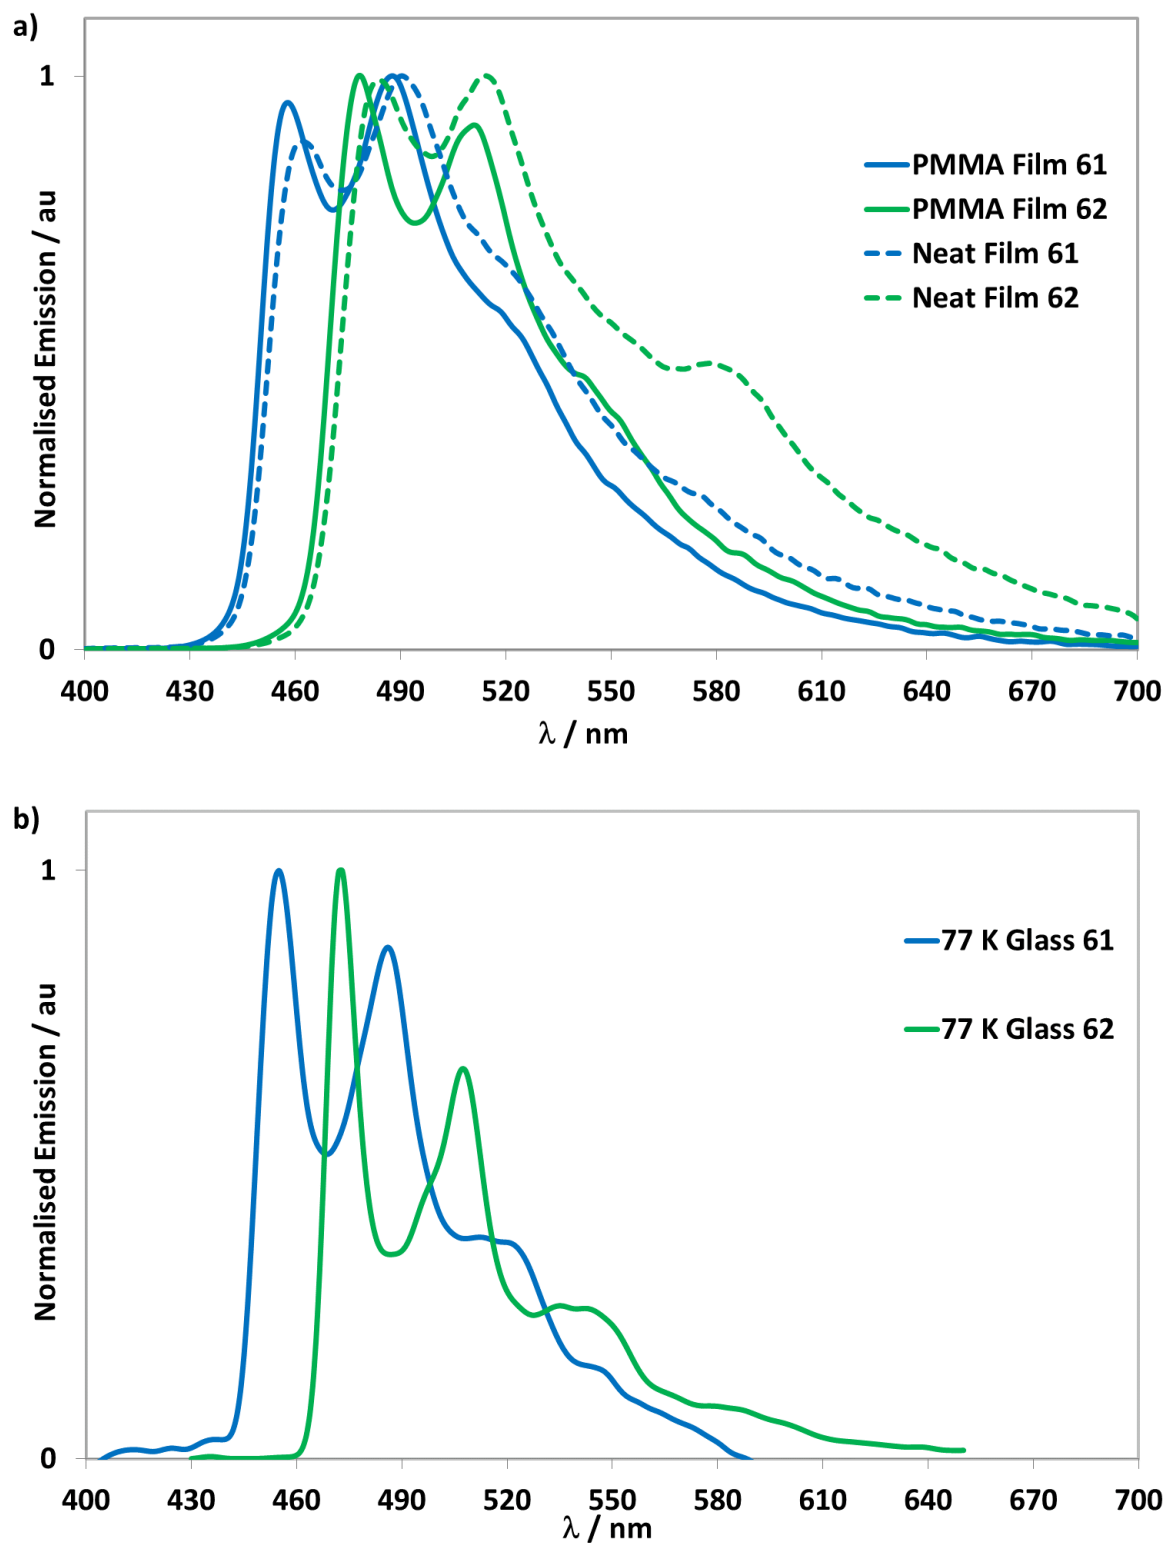 a)
1
Normalised Emission / au
PMMA Film 61
PMMA Film 62
Neat Film 61
Neat Film 62
0
400 430 460 490 520 550 580 610 640 670 700
λ / nm
b)
1
Normalised Emission / au
77 K Glass 61
77 K Glass 62
0
400 430 460 490 520 550 580 610 640 670 700
λ / nm